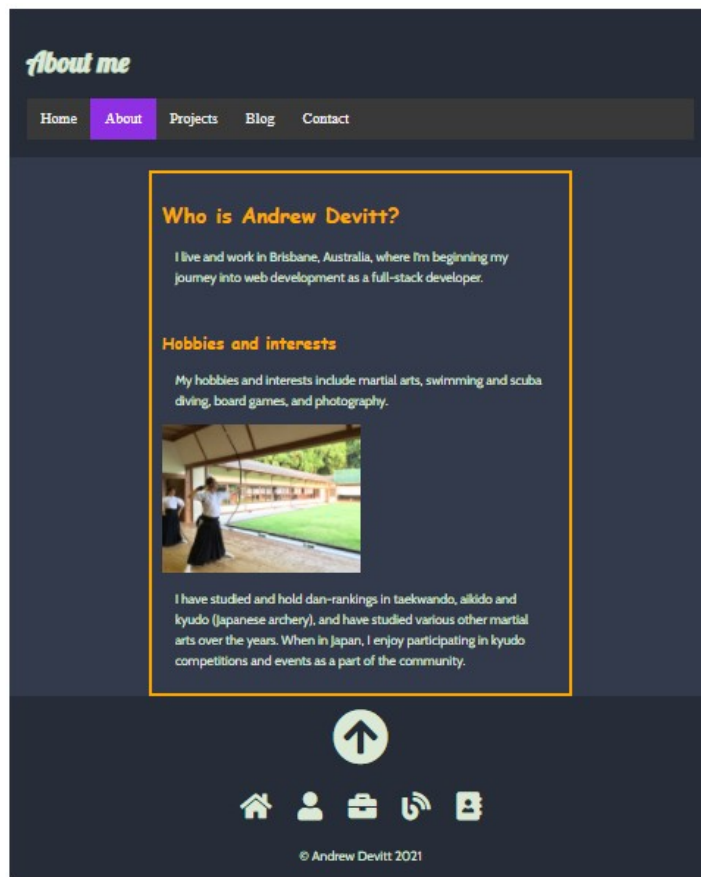 About me
Home About Projects Blog Contact
Who is Andrew Devitt?
I live and work in Brisbane, Australia, where I'm beginning my
journey into web development as a full-stack developer.
Hobbies and interests
My hobbies and interests include martial arts, swimming and scuba
diving, board games, and photography.
I have studied and hold dan-rankings in taekwando, aikido and
kyudo (Japanese archery), and have studied various other martial
arts over the years. When in Japan, I enjoy participating in kyudo
competitions and events as a part of the community.
© Andrew Devitt 2021